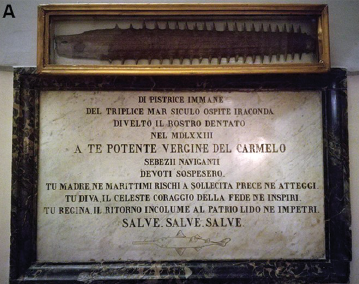 A
DI PISTRICE IMMANE
DEL TRIPLICE MAR SICULO OSPITE IRACONDA
DIVELTO IL ROSTRO DENTATO
NEL MDLXXIII
A TE POTENTE VERGINE DEL CARMELO
SEBEZII NAVIGANTI
DEVOTI SOSPESERO.
TU MADRE, NE MARITTIMI RISCHI A SOLLECITA PRECE NE ATTEGGI.
TU DIVA, IL CELESTE CORAGGIO DELLA FEDE NE INSPIRI.
TU REGINA, IL RITORNO INCOLUME AL PATRIO LIDO NE IMPETRI.
SALVE. SALVE. SALVE.